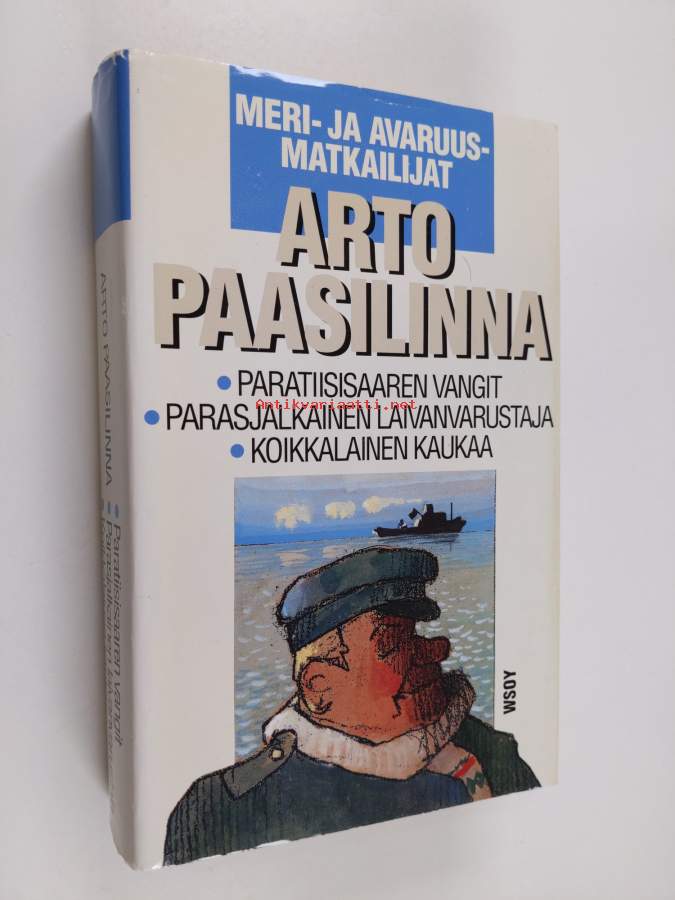 MERI- JA AVARUUS-
MATKAILIJAT
ARTO
PAASILINNA
• PARATIISISAAREN VANGIT
Antikvariaatti.net
• PARASJALKAINEN LAIVANVARUSTAJA
• KOIKKALAINEN KAUKAA
WSOY
ARTO PAASILINNA
• Paratiisisaaren vangit
• Parasjalkainen